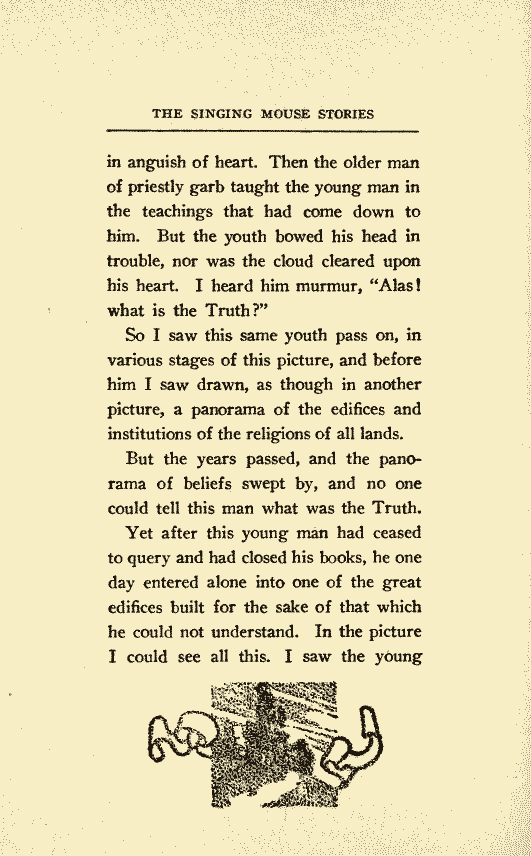 THE SINGING MOUSE STORIES
in anguish of heart. Then the older man
of priestly garb taught the young man in
the teachings that had come down to
him. But the youth bowed his head in
trouble, nor was the cloud cleared upon
his heart. I heard him murmur, “Alas!
what is the Truth?”
So I saw this same youth pass on, in
various stages of this picture, and before
him I saw drawn, as though in another
picture, a panorama of the edifices and
institutions of the religions of all lands.
But the years passed, and the pano-
rama of beliefs swept by, and no one
could tell this man what was the Truth.
Yet after this young man had ceased
to query and had closed his books, he one
day entered alone into one of the great
edifices built for the sake of that which
he could not understand. In the picture
I could see all this. I saw the young